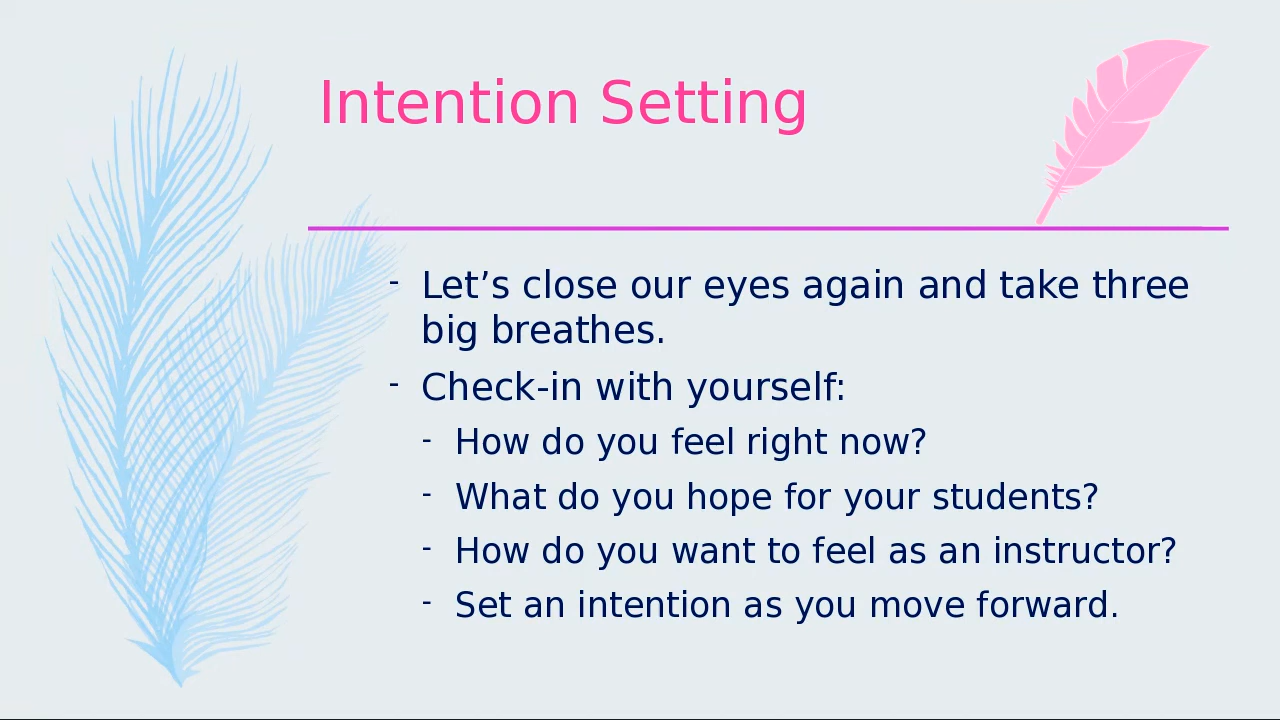 Intention Setting
- Let’s close our eyes again and take three
big breathes.
- Check-in with yourself:
- How do you feel right now?
- What do you hope for your students?
- How do you want to feel as an instructor?
- Set an intention as you move forward.